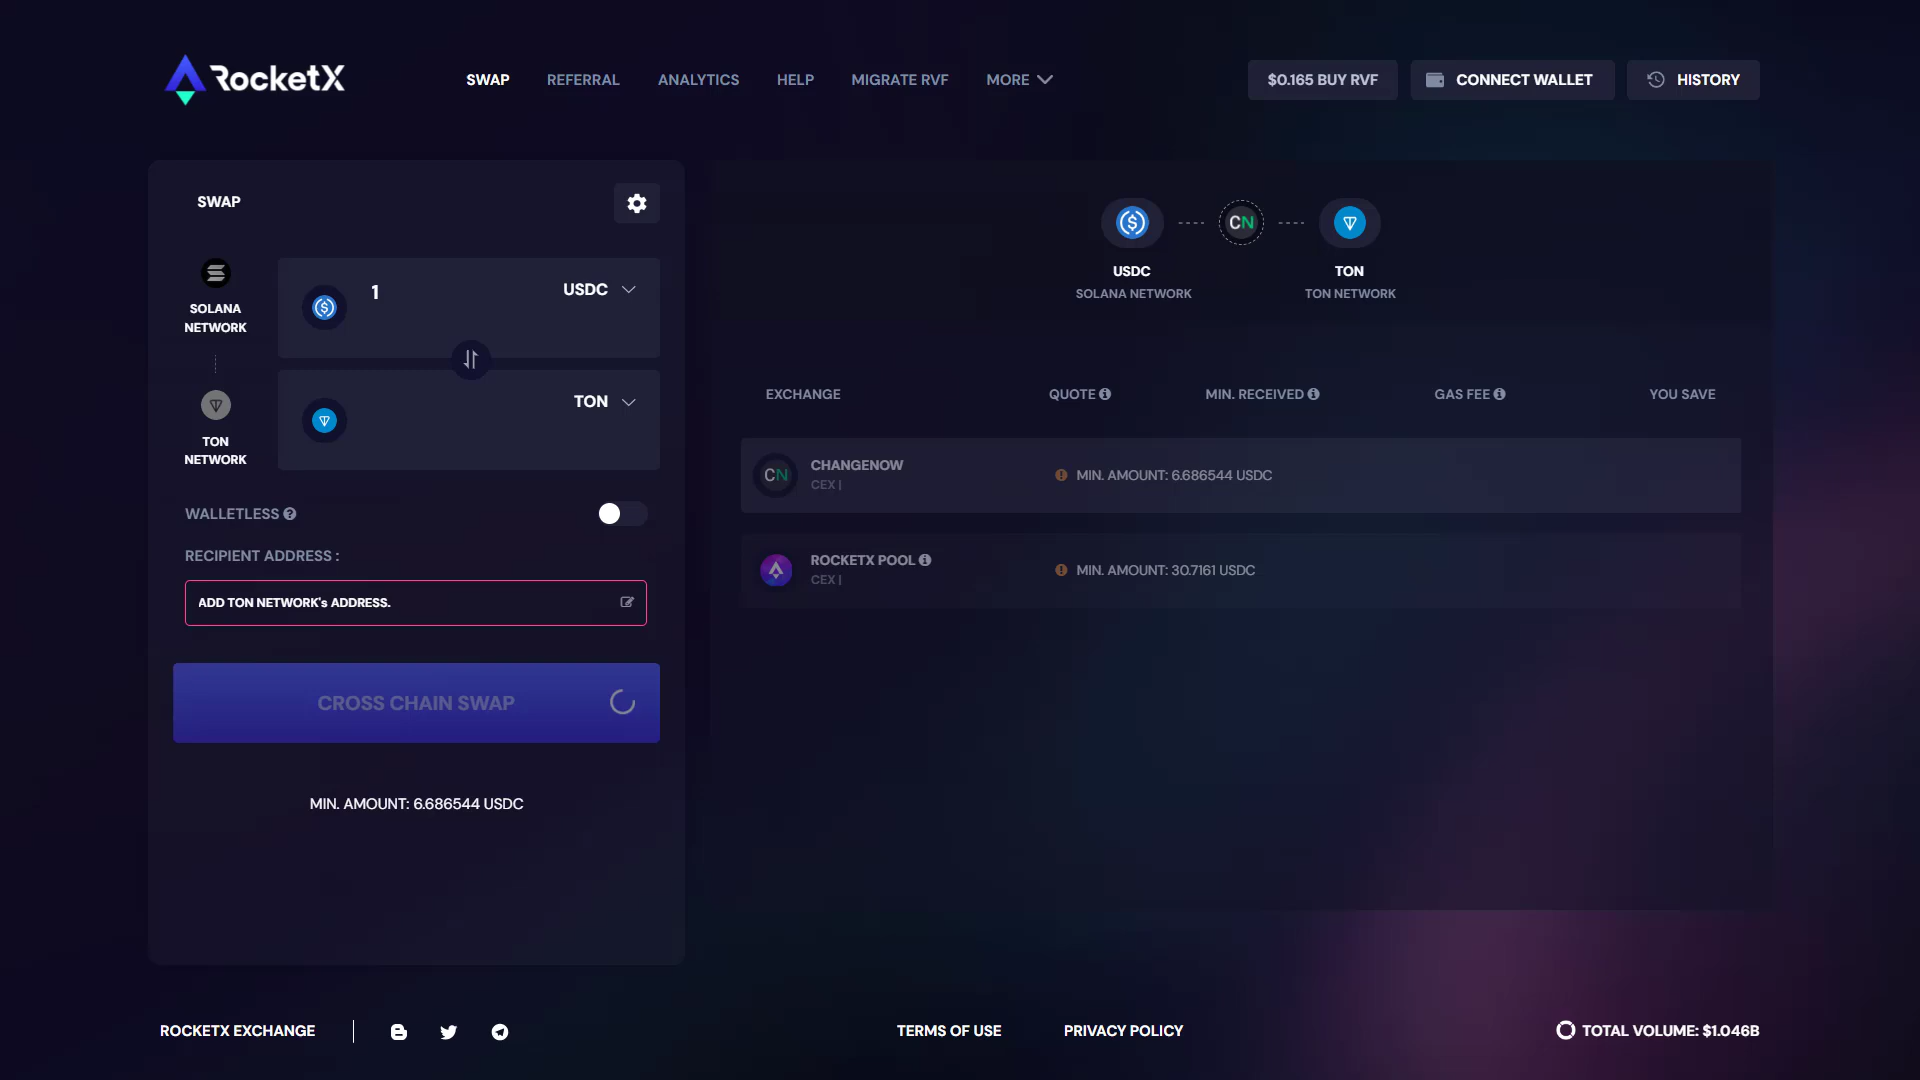 RocketX
SWAP
REFERRAL
ANALYTICS
HELP
MIGRATE RVF
MORE
$0.165 BUY RVF
CONNECT WALLET
HISTORY
SWAP
SOLANA
NETWORK
1
USDC
TON
NETWORK
TON
WALLETLESS
RECIPIENT ADDRESS :
ADD TON NETWORK's ADDRESS.
CROSS CHAIN SWAP
MIN. AMOUNT: 6.686544 USDC
CN
USDC
SOLANA NETWORK
TON
TON NETWORK
EXCHANGE
QUOTE
MIN. RECEIVED
GAS FEE
YOU SAVE
CN
CHANGENOW
CEX |
MIN. AMOUNT: 6.686544 USDC
ROCKETX POOL
CEX |
MIN. AMOUNT: 30.7161 USDC
ROCKETX EXCHANGE
TERMS OF USE
PRIVACY POLICY
TOTAL VOLUME: $1.046B